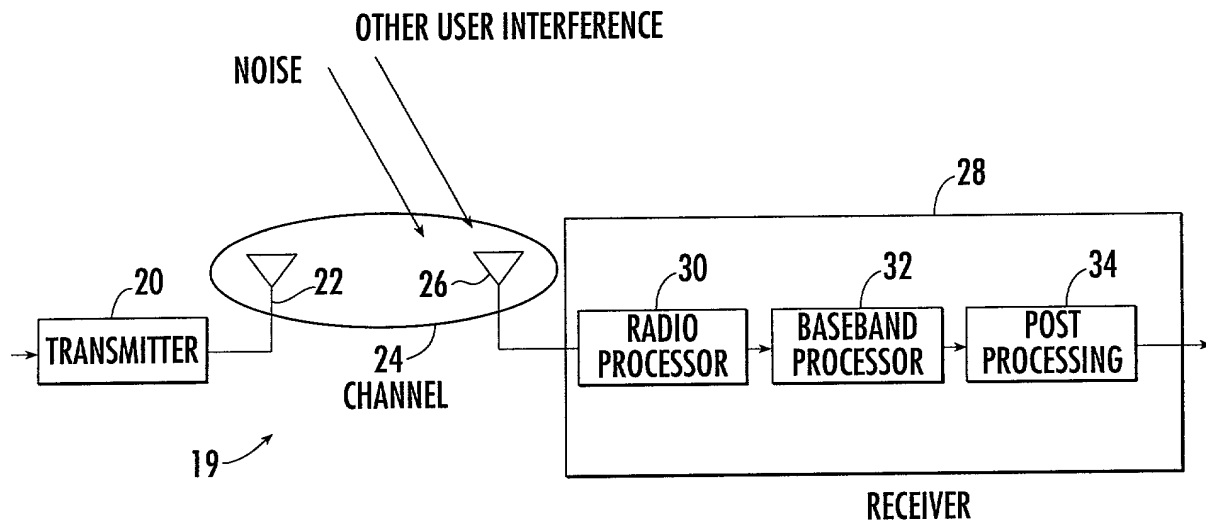 OTHER USER INTERFERENCE
NOISE
28
20
22
26
30
32
34
TRANSMITTER
RADIO
PROCESSOR
BASEBAND
PROCESSOR
POST
PROCESSING
24
CHANNEL
19
RECEIVER